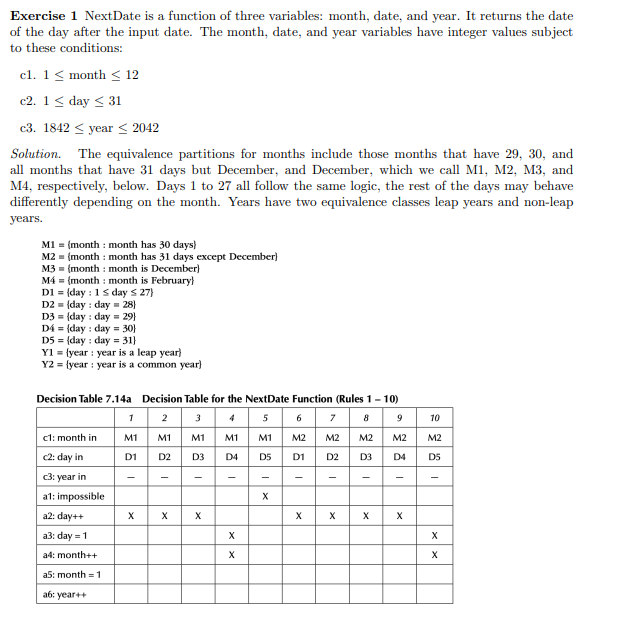 Exercise 1 NextDate is a function of three variables: month, date, and year. It returns the date
of the day after the input date. The month, date, and year variables have integer values subject
to these conditions:
c1. 1 ≤ month ≤ 12
c2. 1 ≤ day ≤ 31
c3. 1842 ≤ year ≤ 2042
Solution. The equivalence partitions for months include those months that have 29, 30, and
all months that have 31 days but December, and December, which we call M1, M2, M3, and
M4, respectively, below. Days 1 to 27 all follow the same logic, the rest of the days may behave
differently depending on the month. Years have two equivalence classes leap years and non-leap
years.
M1 = {month : month has 30 days}
M2 = {month : month has 31 days except December}
M3 = {month : month is December}
M4 = {month : month is February}
D1 = {day : 1 ≤ day ≤ 27}
D2 = {day : day = 28}
D3 = {day : day = 29}
D4 = {day : day = 30}
D5 = {day : day = 31}
Y1 = {year : year is a leap year}
Y2 = {year : year is a common year}
Decision Table 7.14a Decision Table for the NextDate Function (Rules 1 – 10)
1 2 3 4 5 6 7 8 9 10
c1: month in M1 M1 M1 M1 M1 M2 M2 M2 M2 M2
c2: day in D1 D2 D3 D4 D5 D1 D2 D3 D4 D5
c3: year in – – – – – – – – – –
a1: impossible X
a2: day++ X X X X X X X
a3: day = 1 X X
a4: month++ X X
a5: month = 1
a6: year++